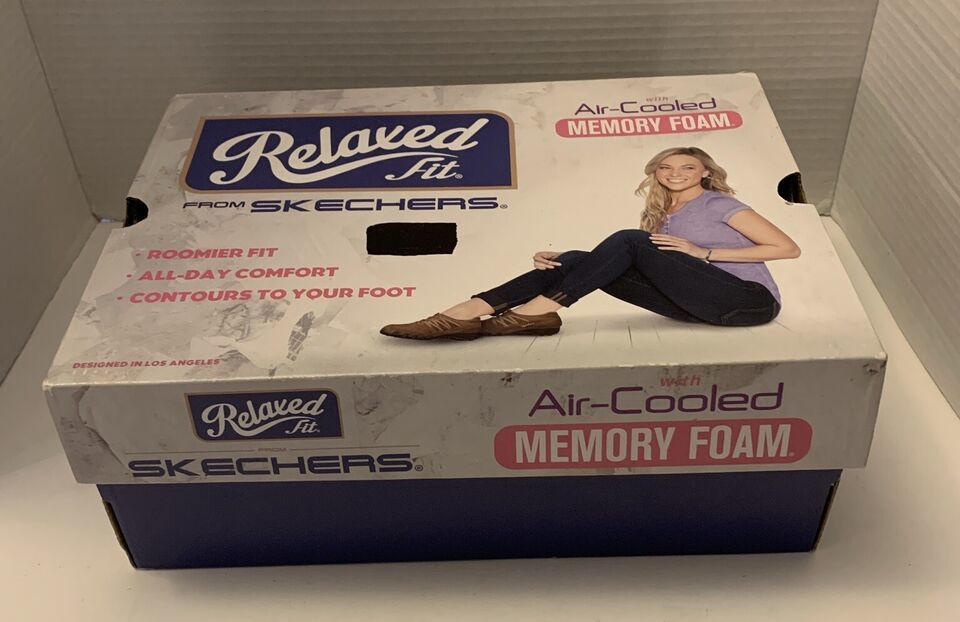 Relaxed
Fit®
FROM SKECHERS®
with
Air-Cooled
MEMORY FOAM®
• ROOMIER FIT
• ALL-DAY COMFORT
• CONTOURS TO YOUR FOOT
DESIGNED IN LOS ANGELES
Relaxed
Fit®
FROM
SKECHERS®
with
Air-Cooled
MEMORY FOAM®